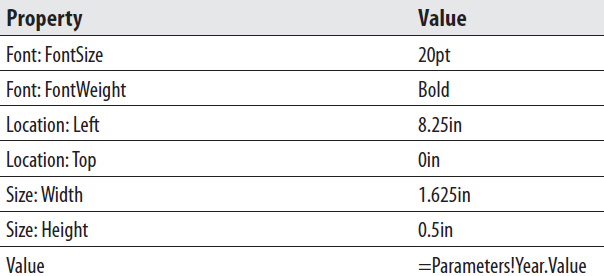 Property Value
Font: FontSize 20pt
Font: FontWeight Bold
Location: Left 8.25in
Location: Top 0in
Size: Width 1.625in
Size: Height 0.5in
Value =Parameters!Year.Value